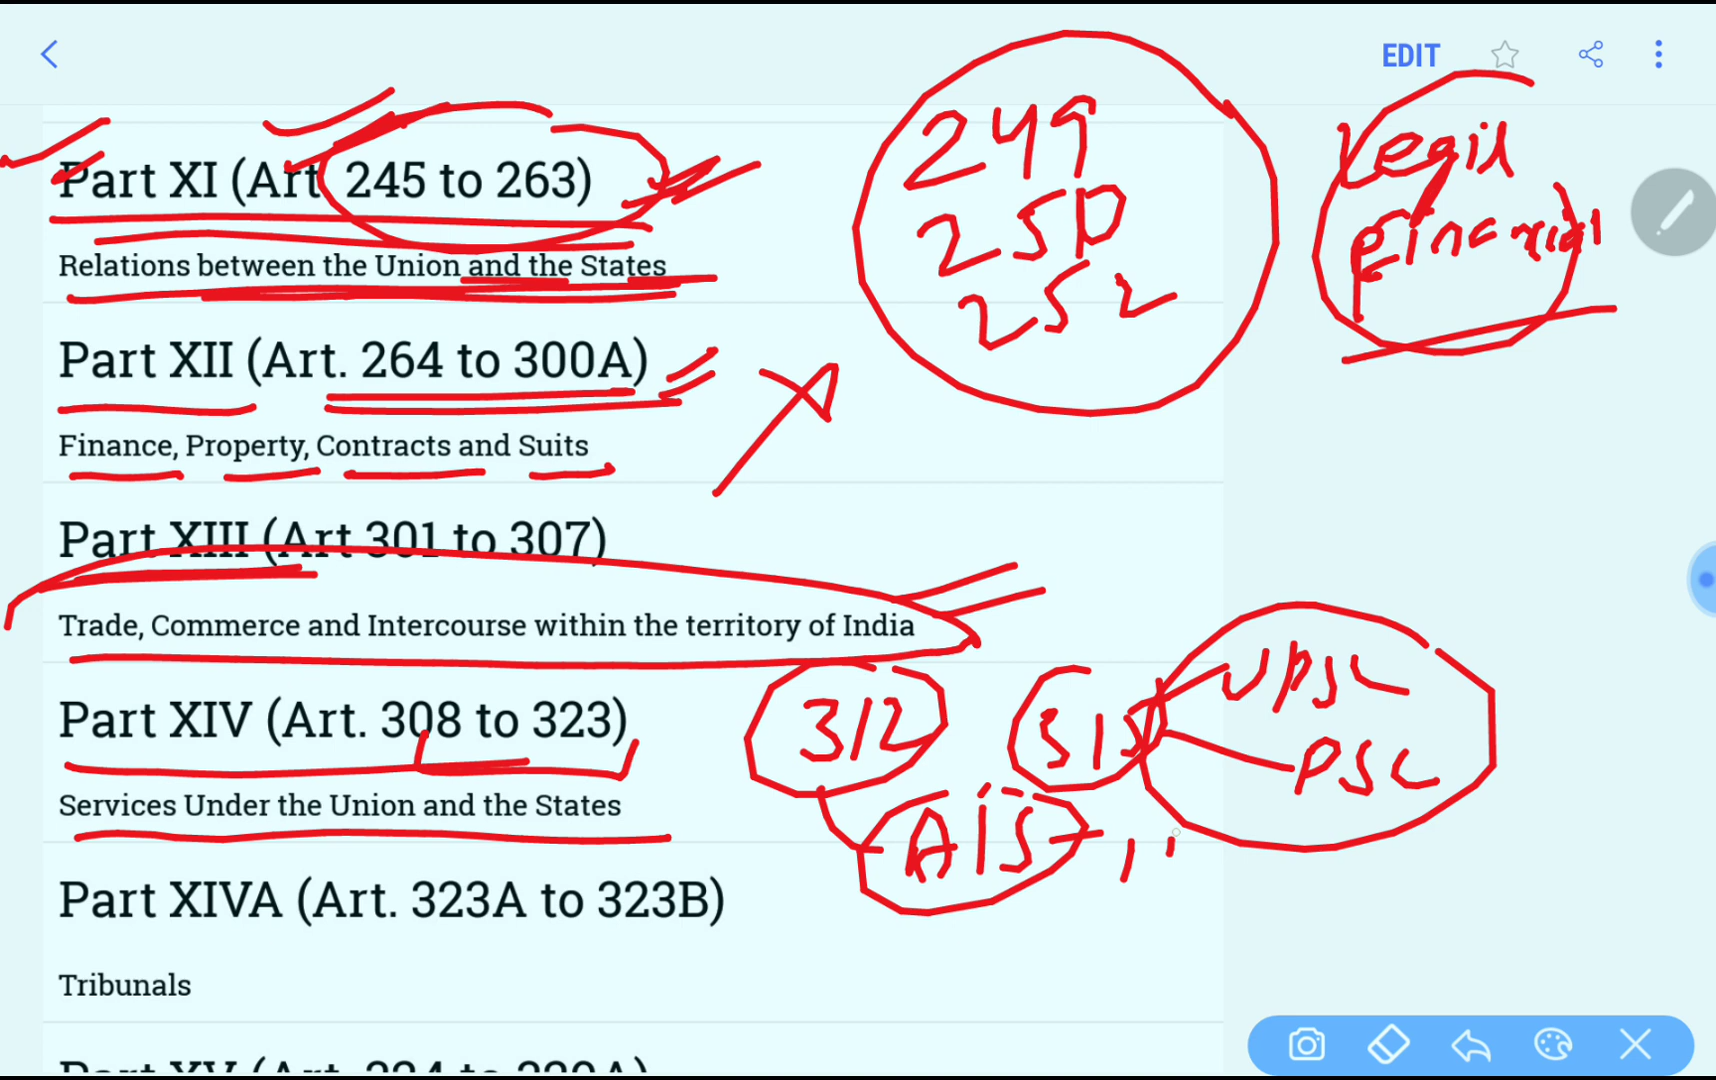 EDIT
Part XI (Art 245 to 263)
Relations between the Union and the States
Part XII (Art. 264 to 300A)
Finance, Property, Contracts and Suits
Part XIII (Art 301 to 307)
Trade, Commerce and Intercourse within the territory of India
Part XIV (Art. 308 to 323)
Services Under the Union and the States
Part XIVA (Art. 323A to 323B)
Tribunals
249
250
252
Legil
Financial
312
315
UPSC
PSC
AIS